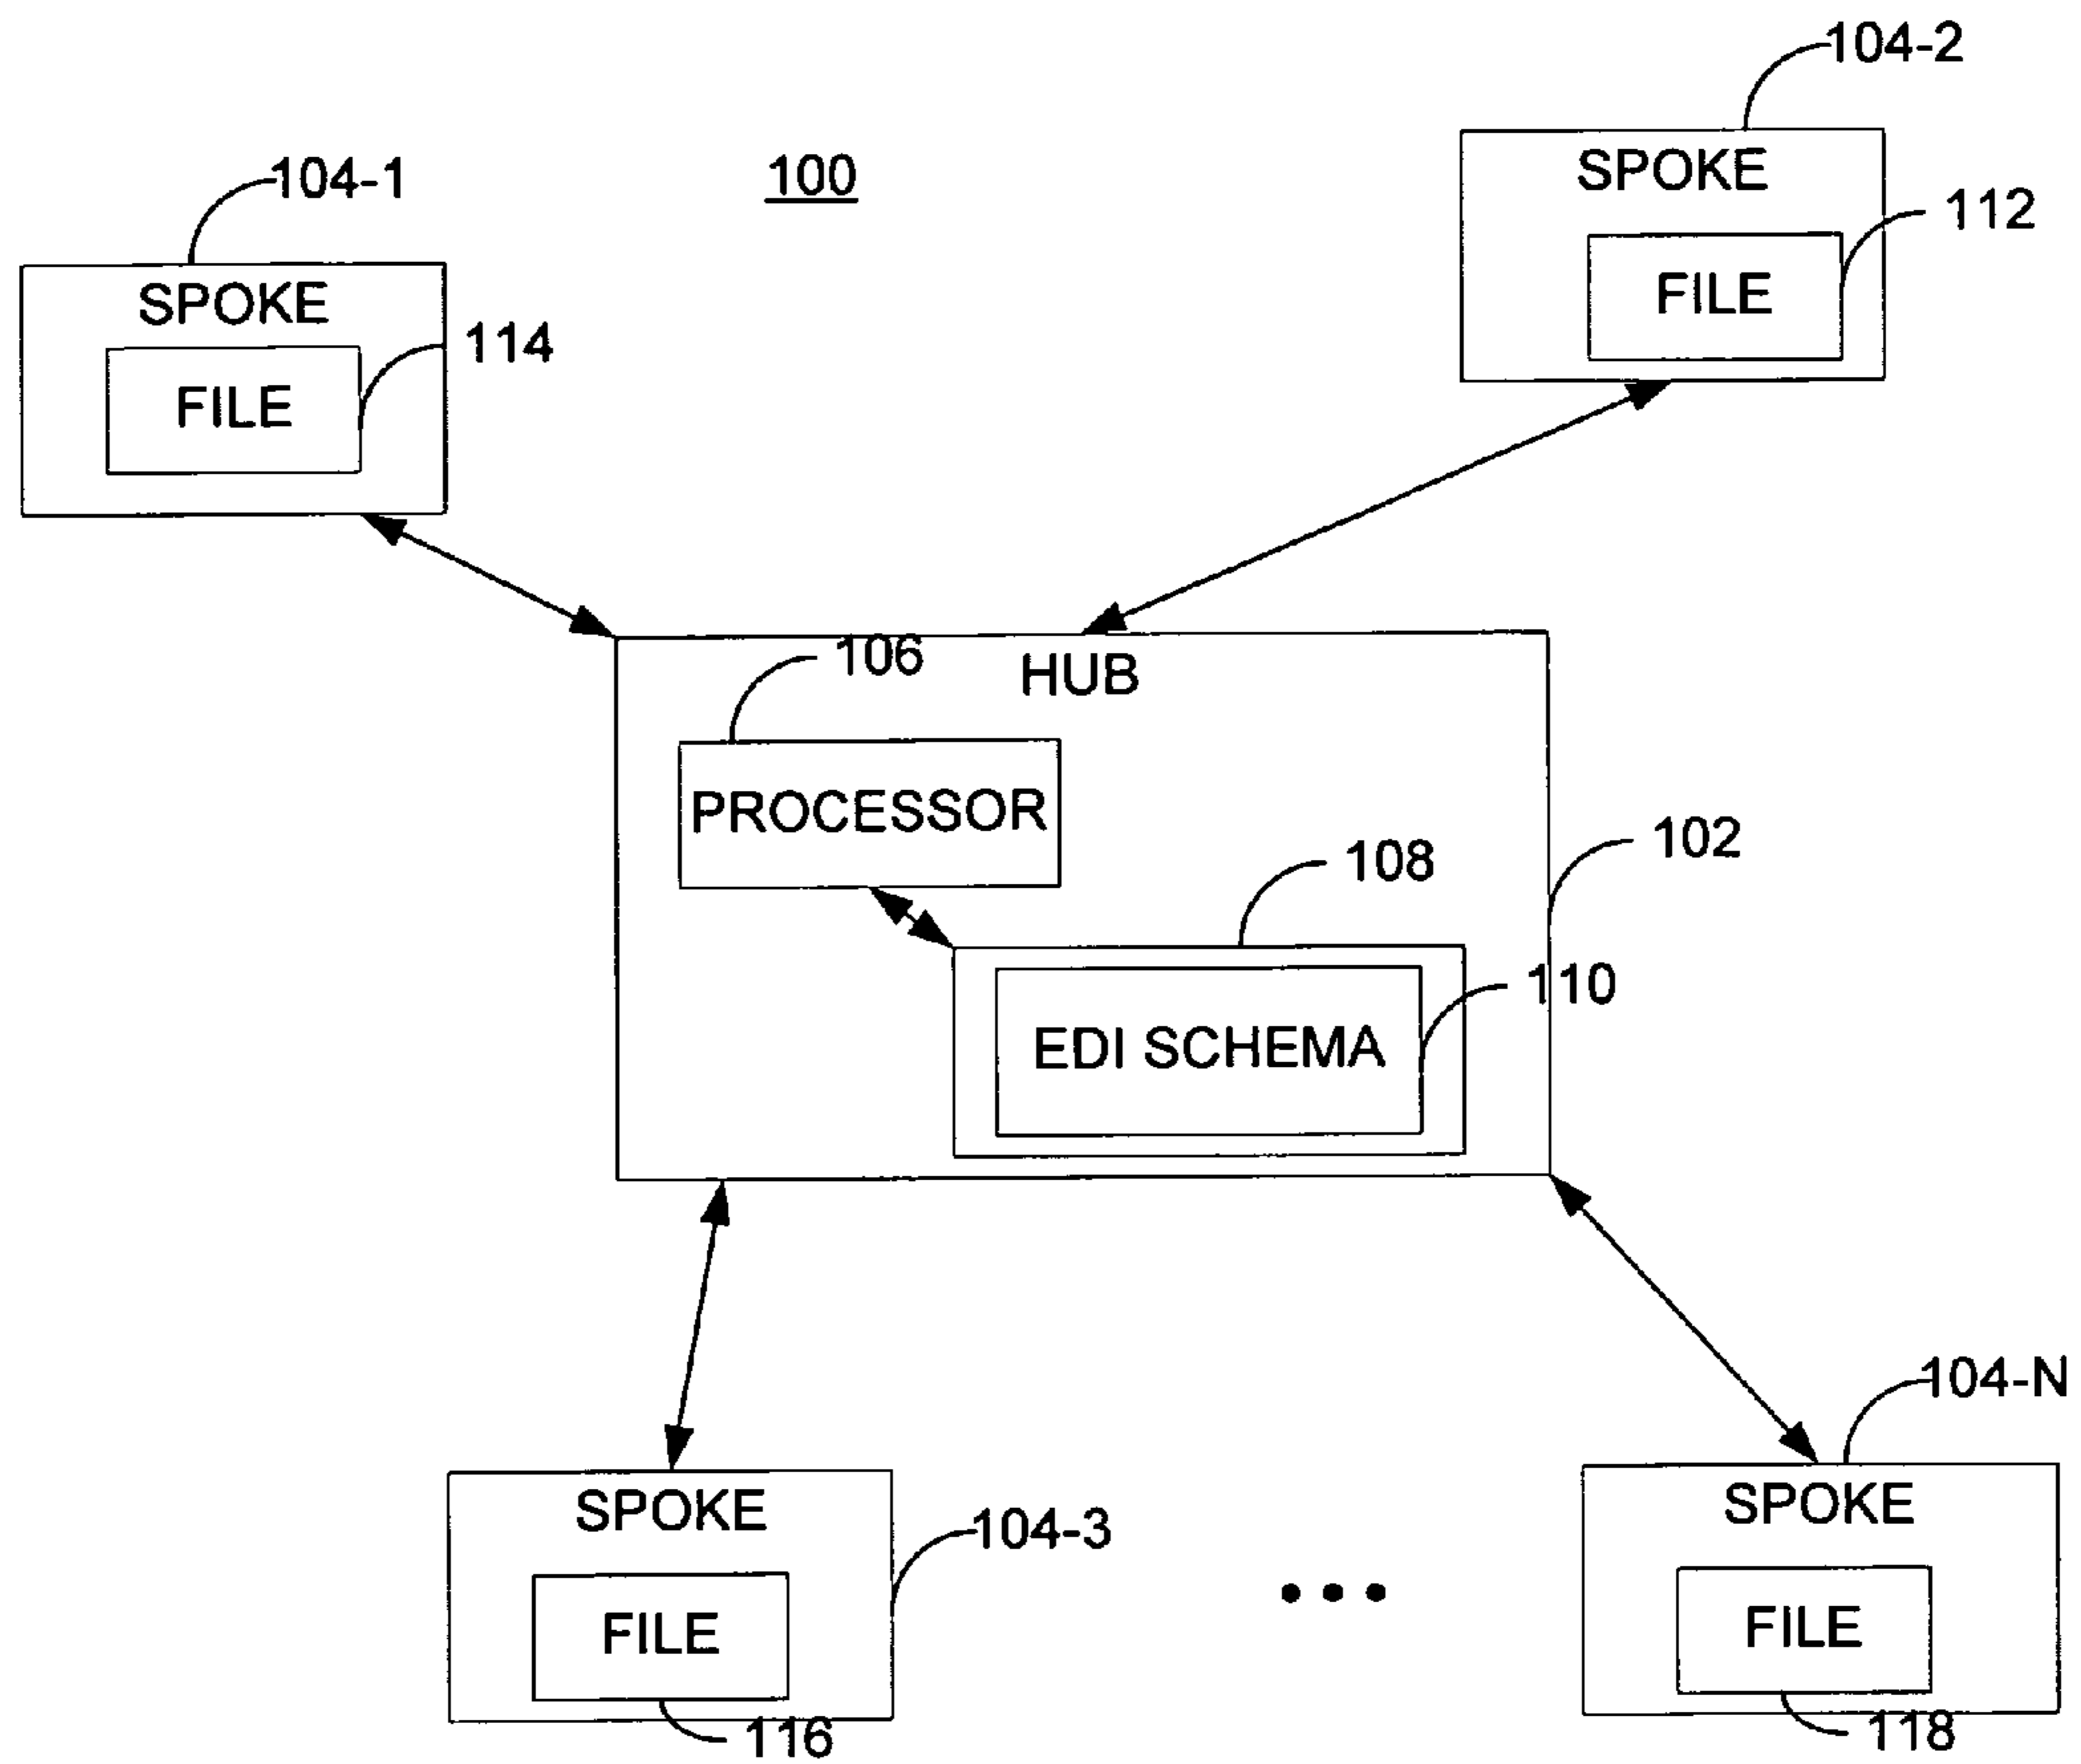 104-2
100
104-1
SPOKE
112
FILE
SPOKE
114
FILE
106
HUB
PROCESSOR
102
108
110
EDI SCHEMA
104-N
SPOKE
104-3
FILE
116
SPOKE
FILE
118